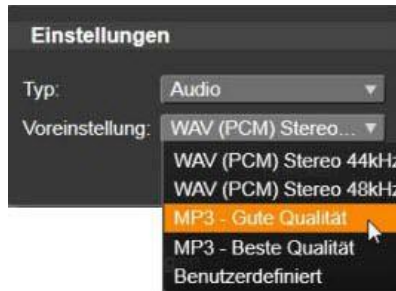 Einstellungen
Typ: Audio
Voreinstellung: WAV (PCM) Stereo...
WAV (PCM) Stereo 44kHz
WAV (PCM) Stereo 48kHz
MP3 - Gute Qualität
MP3 - Beste Qualität
Benutzerdefiniert